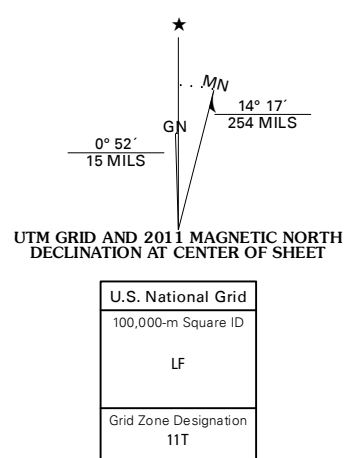 ★
MN
GN
14° 17´
254 MILS
0° 52´
15 MILS
UTM GRID AND 2011 MAGNETIC NORTH
DECLINATION AT CENTER OF SHEET
U.S. National Grid
100,000-m Square ID
LF
Grid Zone Designation
11T